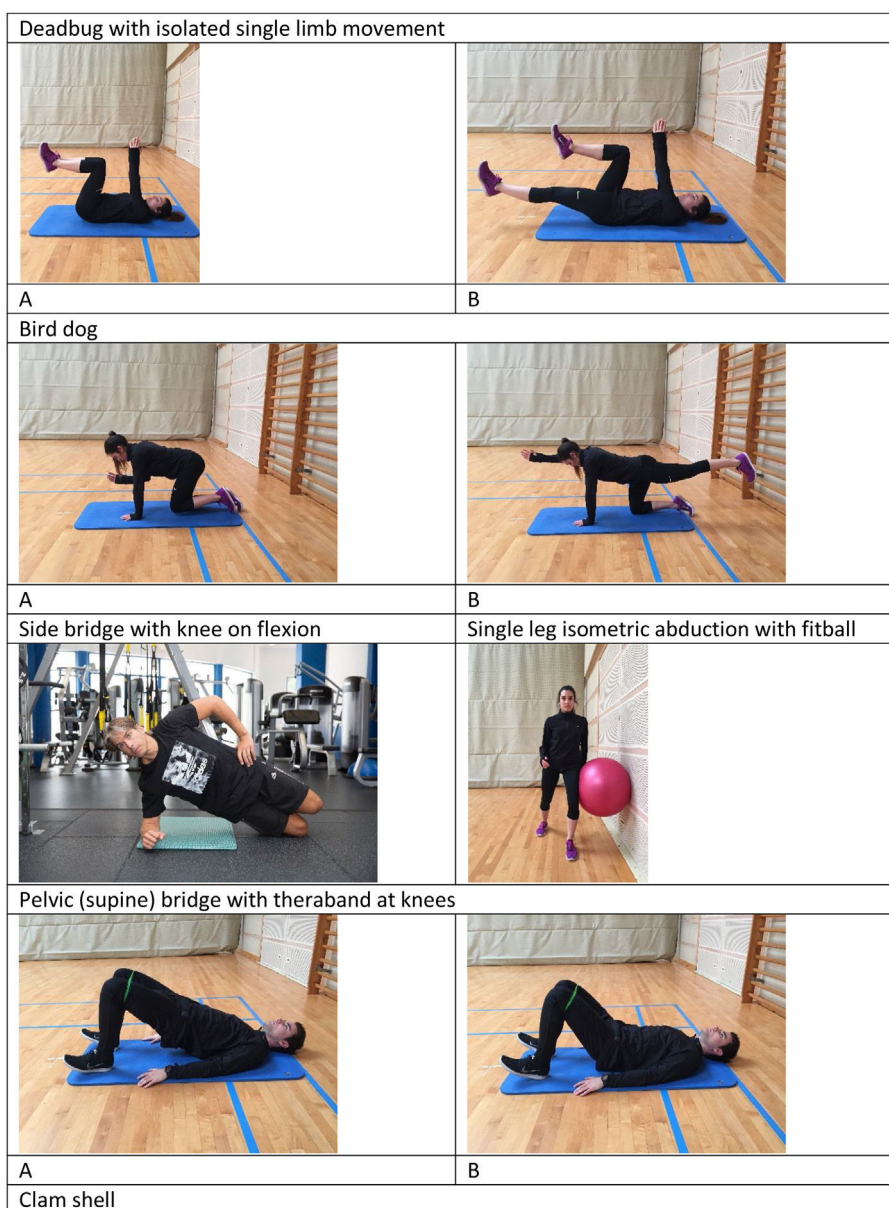 Deadbug with isolated single limb movement
A
B
Bird dog
A
B
Side bridge with knee on flexion
Single leg isometric abduction with fitball
adidas
Pelvic (supine) bridge with theraband at knees
A
B
Clam shell